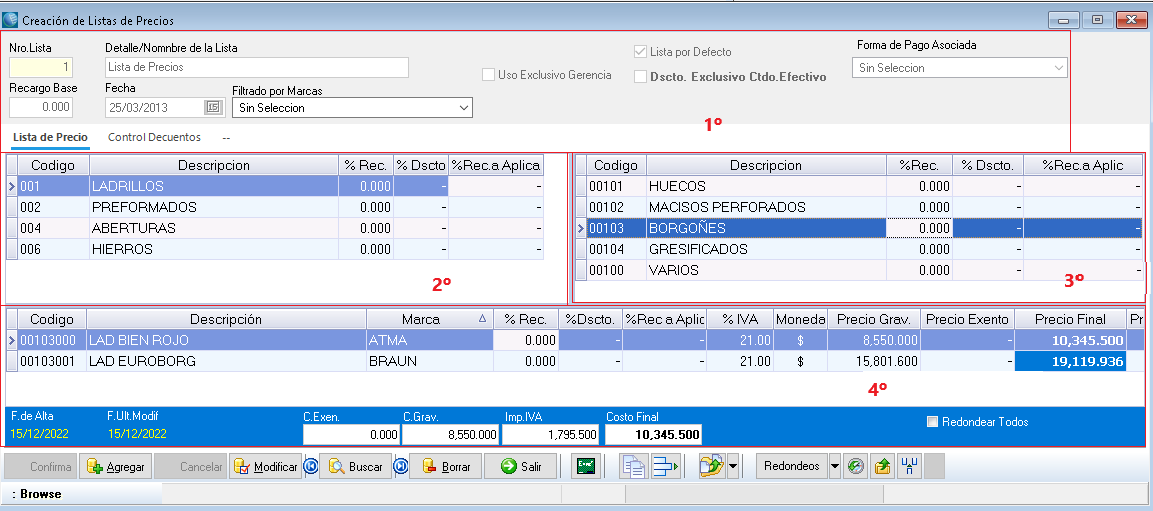 Creación de Listas de Precios
Nro.Lista Detalle/Nomnbre de la Lista Forma de Pago Asociada
1 Lista de Precios Uso Exclusivo Gerencia Lista por Defecto Sin Seleccion
Dscto. Exclusivo Ctdo.Efectivo
Recargo Base Fecha Filtrado por Marcas
0.000 25/03/2013 15 Sin Seleccion
1º
Lista de Precio Control Decuentos --
Codigo Descripcion % Rec. % Dscto %Rec.a Aplica
001 LADRILLOS 0.000 - -
002 PREFORMADOS 0.000 - -
004 ABERTURAS 0.000 - -
006 HIERROS 0.000 - -
2º
Codigo Descripcion %Rec. % Dscto. %Rec.a Aplic
00101 HUECOS 0.000 - -
00102 MACISOS PERFORADOS 0.000 - -
00103 BORGOÑES 0.000 - -
00104 GRESIFICADOS 0.000 - -
00100 VARIOS 0.000 - -
3º
Codigo Descripción Marca % Rec. %Dscto. %Rec a Aplic % IVA Moneda Precio Grav. Precio Exento Precio Final Pr
00103000 LAD BIEN ROJO ATMA 0.000 - - 21.00 $ 8,550.000 - 10,345.500
00103001 LAD EUROBORG BRAUN 0.000 - - 21.00 $ 15,801.600 - 19,119.936
4º
F.de Alta F.Ult.Modif C.Exen. C.Grav. Imp.IVA Costo Final
15/12/2022 15/12/2022 0.000 8,550.000 1,795.500 10,345.500 Redondear Todos
Confirma Agregar Cancelar Modificar Buscar Borrar Salir Redondeos
: Browse